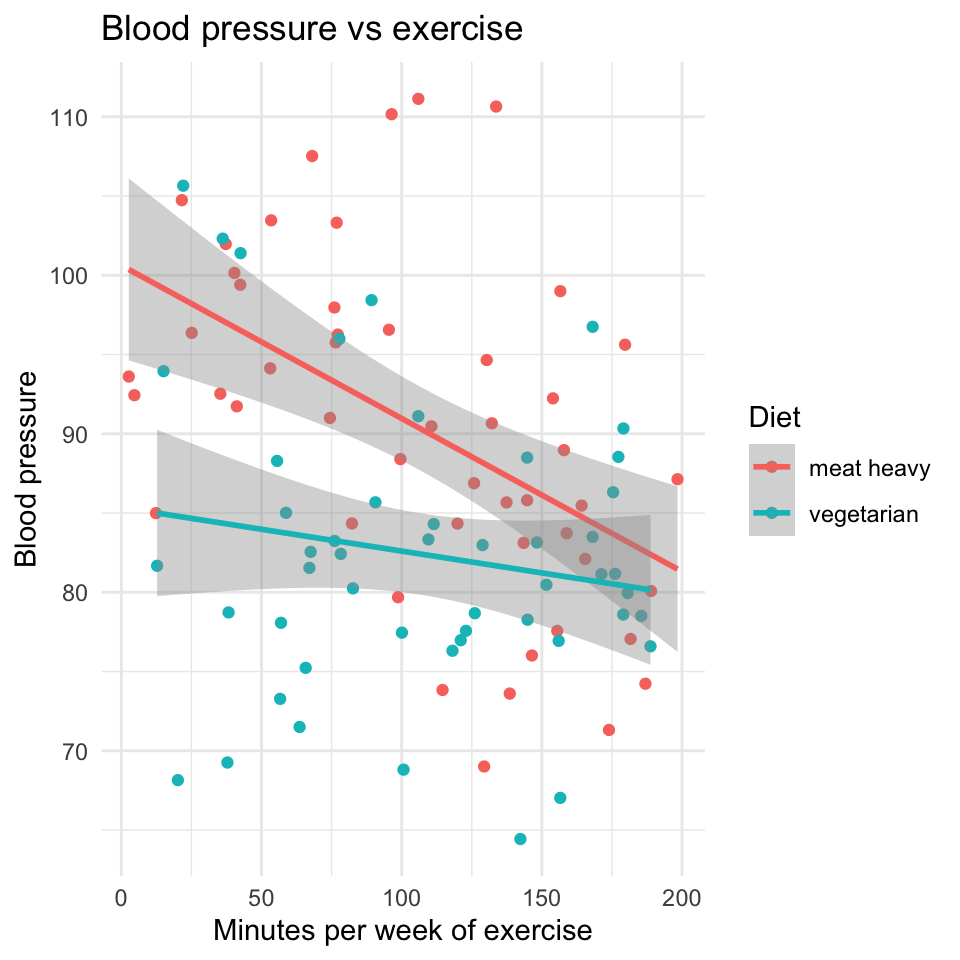 Blood pressure vs exercise
110
100
90
80
70
Blood pressure
0 50 100 150 200
Minutes per week of exercise
Diet
meat heavy
vegetarian